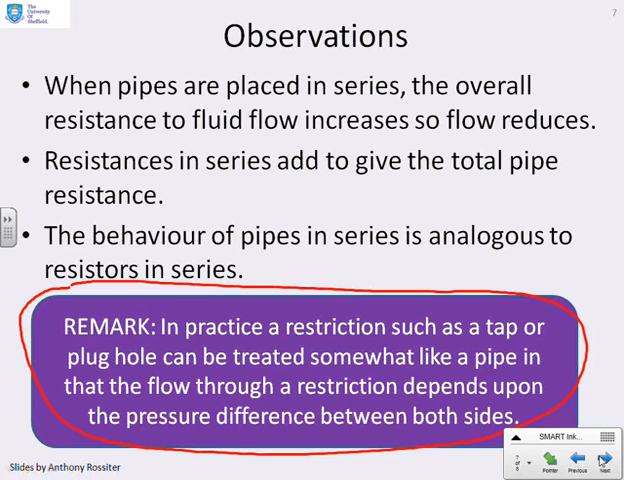 The
University
Of
Sheffield.
7
Observations
• When pipes are placed in series, the overall
resistance to fluid flow increases so flow reduces.
• Resistances in series add to give the total pipe
resistance.
• The behaviour of pipes in series is analogous to
resistors in series.
REMARK: In practice a restriction such as a tap or
plug hole can be treated somewhat like a pipe in
that the flow through a restriction depends upon
the pressure difference between both sides.
SMART Ink...
7
of
8
Pointer
Previous
Next
Slides by Anthony Rossiter